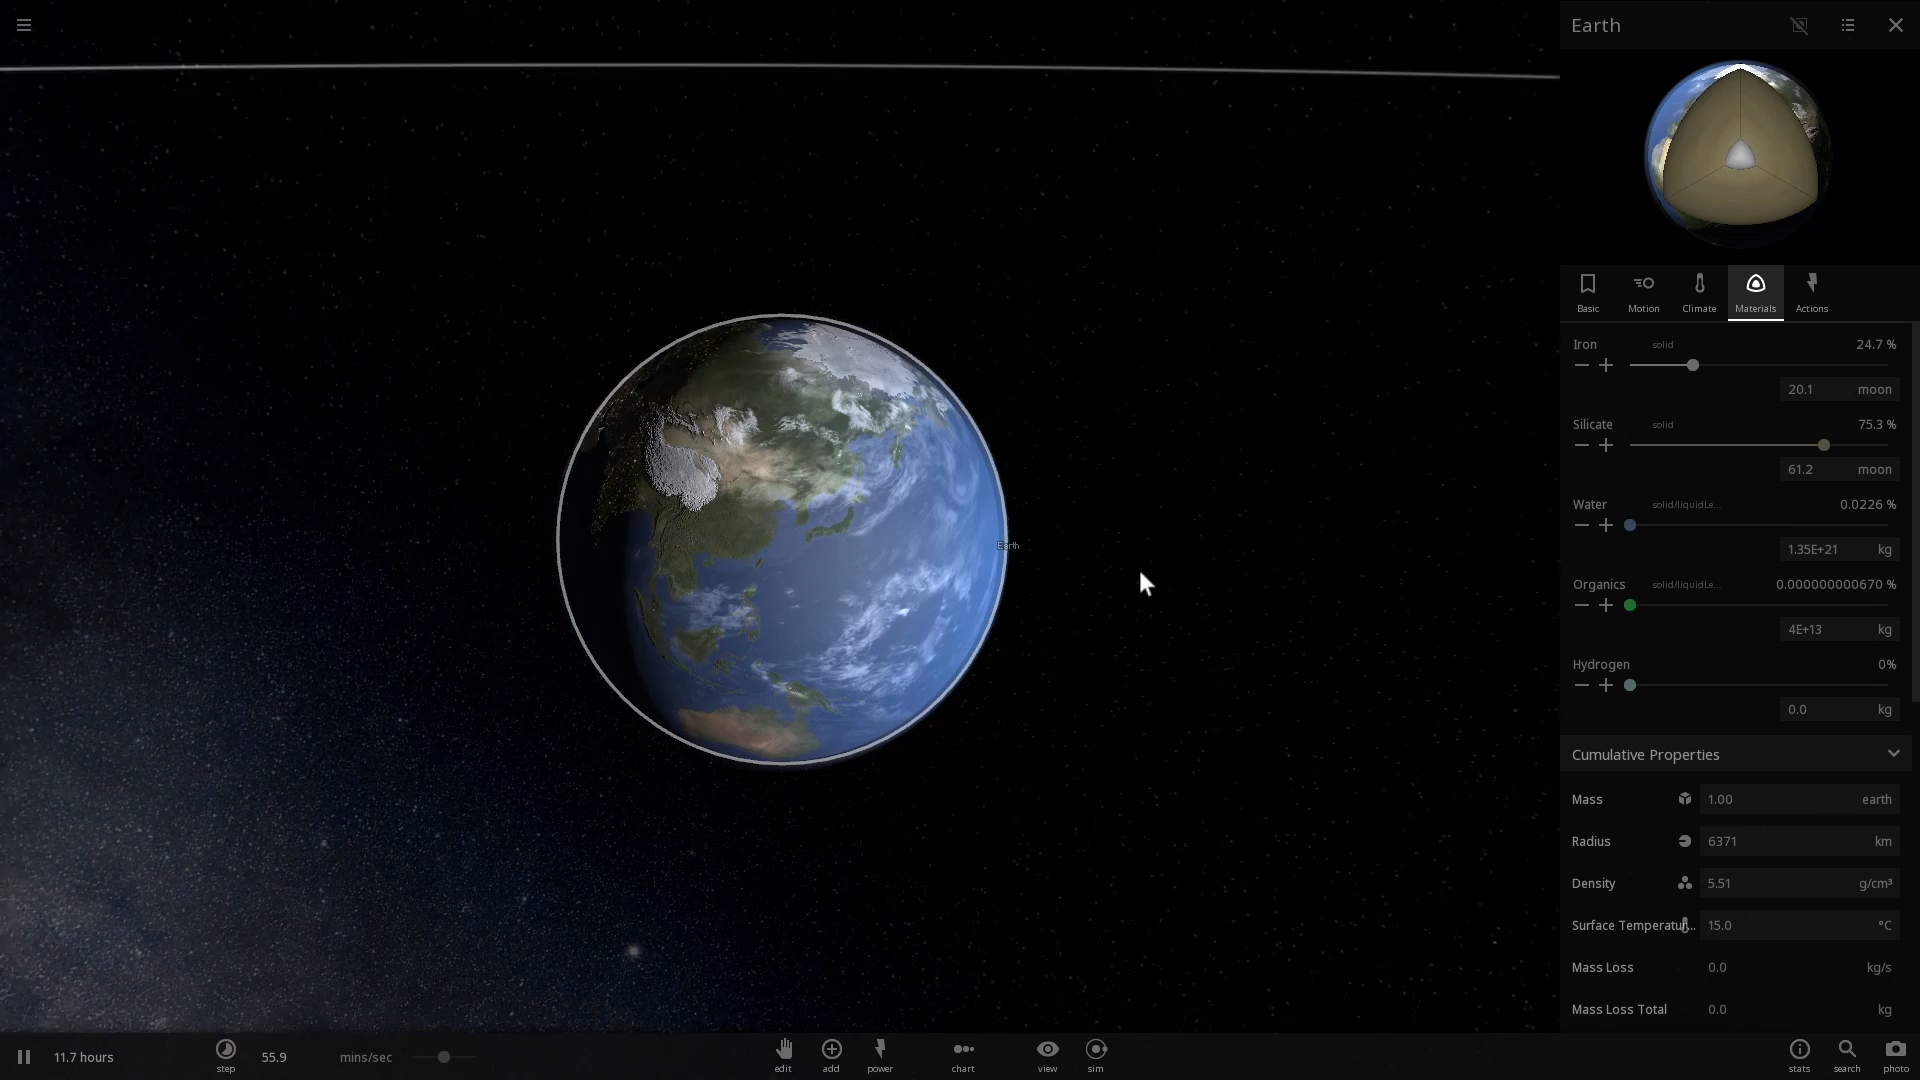 Earth
Basic Motion Climate Materials Actions
Iron solid 24.7 %
20.1 moon
Silicate solid 75.3 %
61.2 moon
Water solid/liquidLe... 0.0226 %
1.35E+21 kg
Organics solid/liquidLe... 0.000000000670 %
4E+13 kg
Hydrogen 0%
0.0 kg
Cumulative Properties
Mass 1.00 earth
Radius 6371 km
Density 5.51 g/cm³
Surface Temperatur... 15.0 °C
Mass Loss 0.0 kg/s
Mass Loss Total 0.0 kg
Earth
11.7 hours step 55.9 mins/sec edit add power chart view sim stats search photo